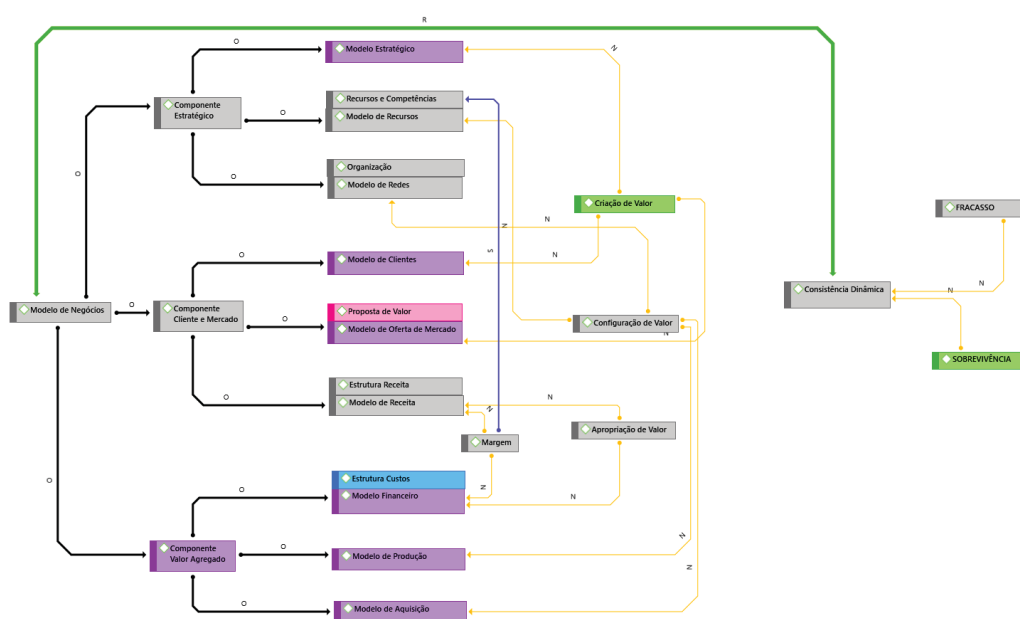 R
O
Modelo Estratégico
N
Recursos e Competências
Componente
Estratégico
O
Modelo de Recursos
Organização
O
O
Modelo de Redes
Criação de Valor
FRACASSO
N
N
S
O
N
Modelo de Clientes
N
N
Consistência Dinâmica
Modelo de Negócios
O
Componente
Cliente e Mercado
Proposta de Valor
O
Modelo de Oferta de Mercado
Configuração de Valor
N
SOBREVIVÊNCIA
Estrutura Receita
O
Modelo de Receita
N
N
Apropriação de Valor
Margem
Estrutura Custos
O
O
Modelo Financeiro
N
N
Componente
Valor Agregado
O
Modelo de Produção
N
N
O
Modelo de Aquisição